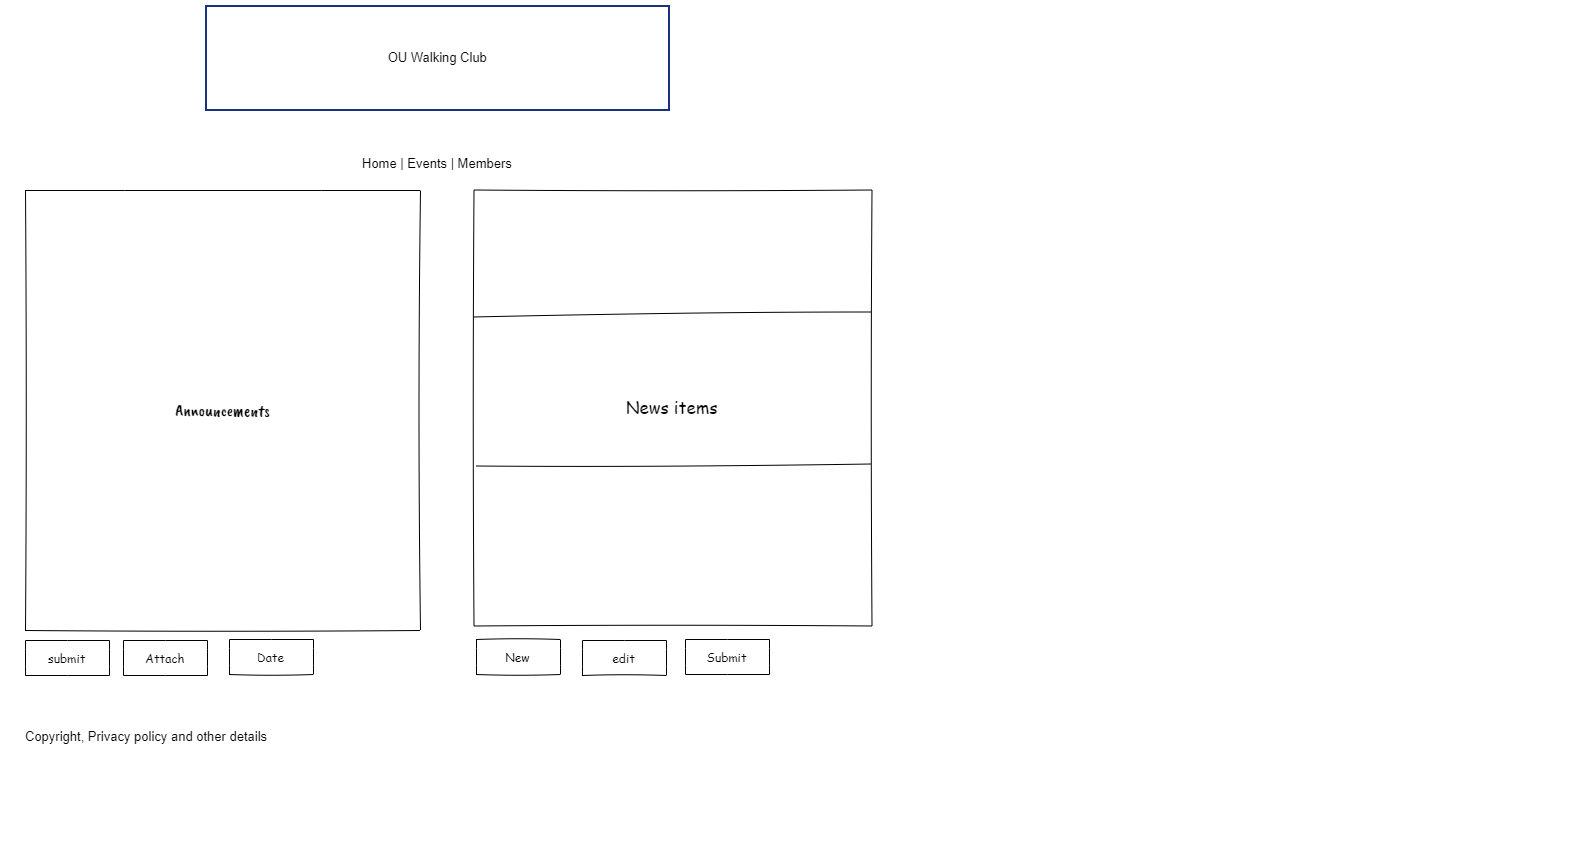 OU Walking Club
Home | Events | Members
Announcements
News items
submit
Attach
Date
New
edit
Submit
Copyright, Privacy policy and other details